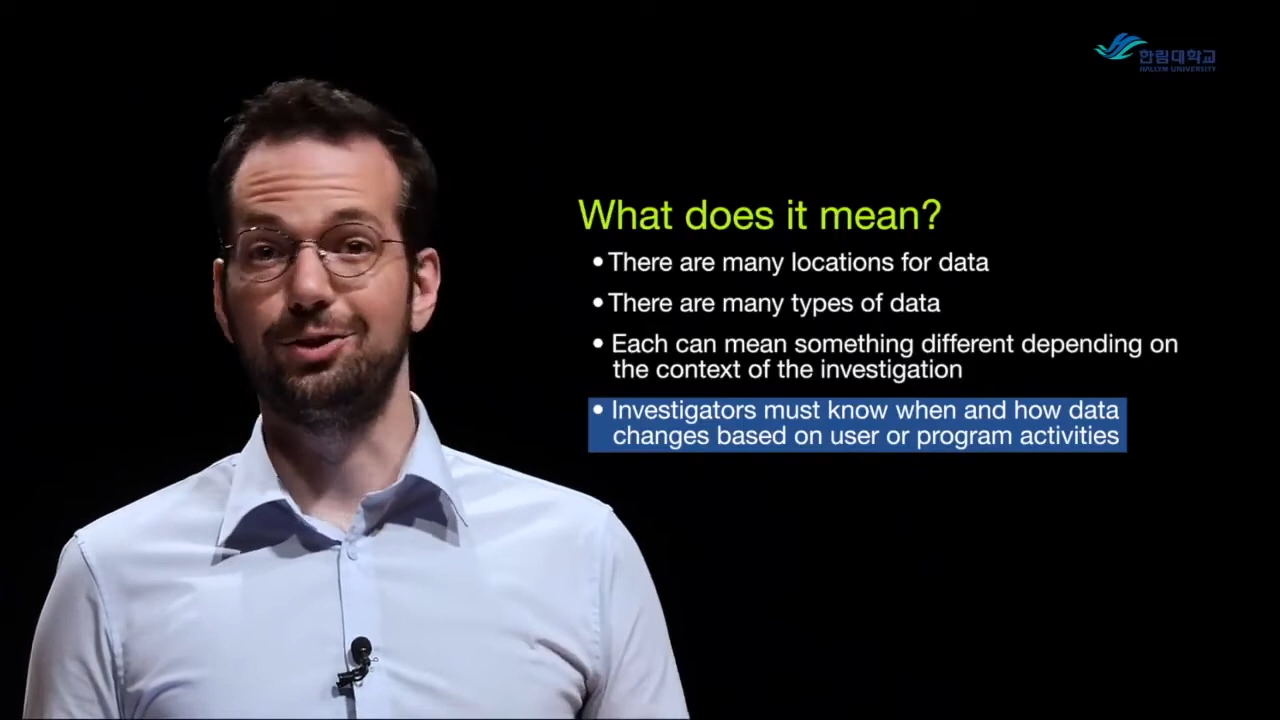 한림대학교
HALLYM UNIVERSITY
What does it mean?
• There are many locations for data
• There are many types of data
• Each can mean something different depending on
the context of the investigation
• Investigators must know when and how data
changes based on user or program activities